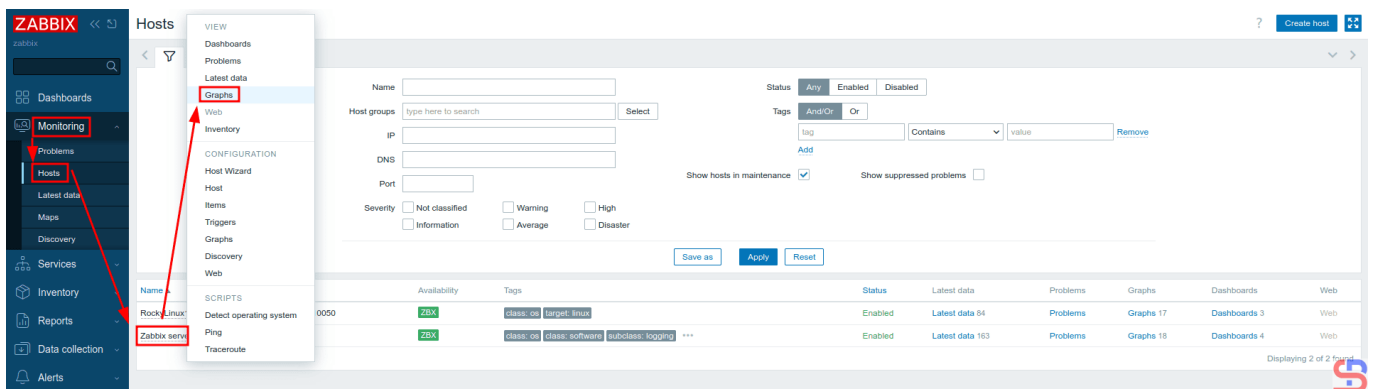 ZABBIX
zabbix
Dashboards
Monitoring
Problems
Hosts
Latest data
Maps
Discovery
Services
Inventory
Reports
Data collection
Alerts
Hosts
? Create host
VIEW
Dashboards
Problems
Latest data
Graphs
Web
Inventory
CONFIGURATION
Host Wizard
Host
Items
Triggers
Graphs
Discovery
Web
SCRIPTS
Detect operating system
Ping
Traceroute
Name
Host groups type here to search Select
IP
DNS
Port
Severity Not classified Warning High
Information Average Disaster
Status Any Enabled Disabled
Tags And/Or Or
tag Contains value Remove
Add
Show hosts in maintenance Show suppressed problems
Save as Apply Reset
Name Availability Tags Status Latest data Problems Graphs Dashboards Web
RockyLinux 0050 ZBX class: os target: linux Enabled Latest data 84 Problems Graphs 17 Dashboards 3 Web
Zabbix serve ZBX class: os class: software subclass: logging ••• Enabled Latest data 163 Problems Graphs 18 Dashboards 4 Web
Displaying 2 of 2 found